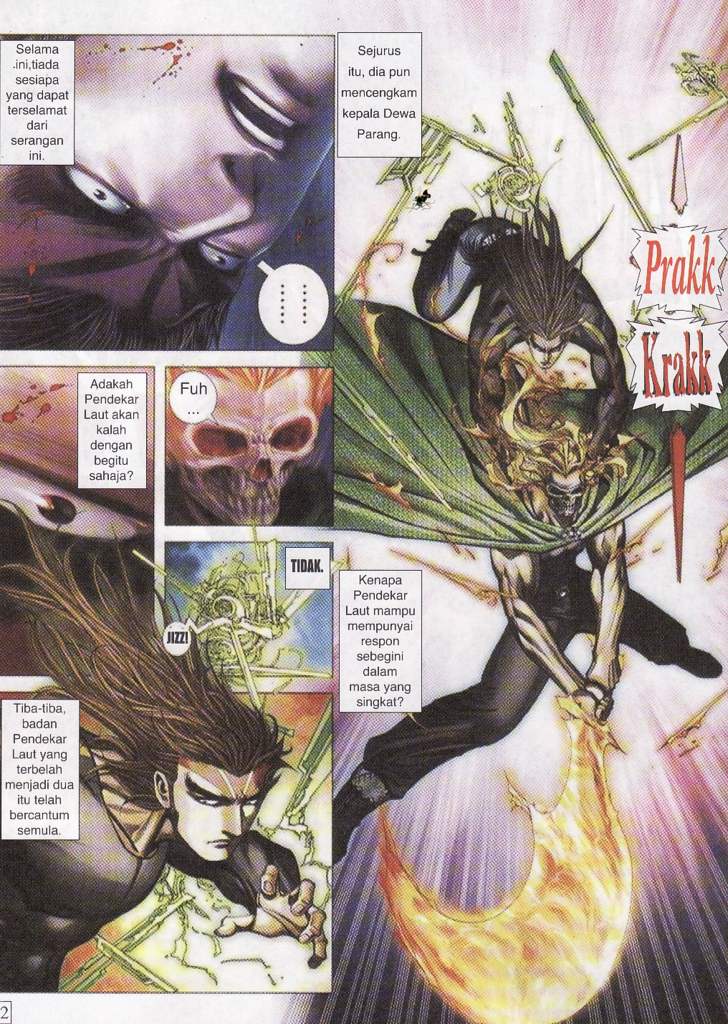 Selama
.ini,tiada
sesiapa
yang dapat
terselamat
dari
serangan
ini.
Adakah
Pendekar
Laut akan
kalah
dengan
begitu
sahaja?
Fuh
...
TIDAK.
JIZZ!
Tiba-tiba,
badan
Pendekar
Laut yang
terbelah
menjadi dua
itu telah
bercantum
semula.
Sejurus
itu, dia pun
mencengkam
kepala Dewa
Parang.
Prakk
Krakk
Kenapa
Pendekar
Laut mampu
mempunyai
respon
sebegini
dalam
masa yang
singkat?
2